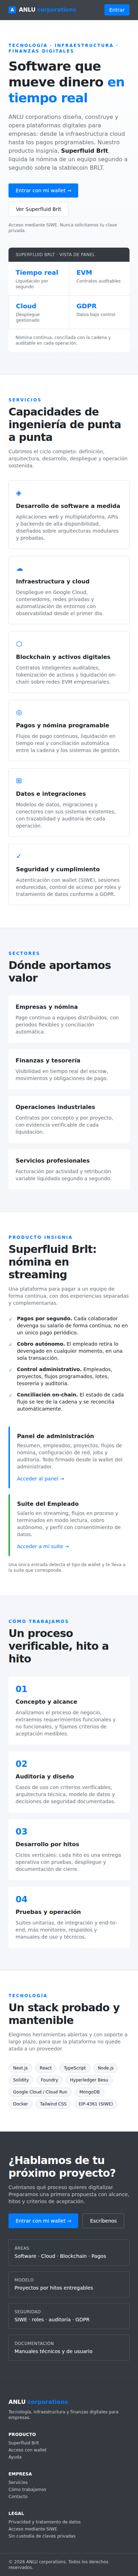 ANLU corporations
Entrar
TECNOLOGÍA · INFRAESTRUCTURA ·
FINANZAS DIGITALES
Software que
mueve dinero en
tiempo real
ANLU corporations diseña, construye y
opera plataformas digitales para
empresas: desde la infraestructura cloud
hasta los pagos blockchain. Nuestro
producto insignia, Superfluid Brlt,
liquida la nómina de un equipo segundo a
segundo sobre la stablecoin BRLT.
Entrar con mi wallet →
Ver Superfluid Brlt
Acceso mediante SIWE. Nunca solicitamos tu clave
privada.
SUPERFLUID BRLT · VISTA DE PANEL
Tiempo real
Liquidación por
segundo
EVM
Contratos auditables
Cloud
Despliegue
gestionado
GDPR
Datos bajo control
Nómina continua, conciliada con la cadena y
auditable en cada operación.
SERVICIOS
Capacidades de
ingeniería de punta
a punta
Cubrimos el ciclo completo: definición,
arquitectura, desarrollo, despliegue y operación
sostenida.
Desarrollo de software a medida
Aplicaciones web y multiplataforma, APIs
y backends de alta disponibilidad,
diseñados sobre arquitecturas modulares
y probadas.
Infraestructura y cloud
Despliegue en Google Cloud,
contenedores, redes privadas y
automatización de entornos con
observabilidad desde el primer día.
Blockchain y activos digitales
Contratos inteligentes auditables,
tokenización de activos y liquidación on-
chain sobre redes EVM empresariales.
Pagos y nómina programable
Flujos de pago continuos, liquidación en
tiempo real y conciliación automática
entre la cadena y los sistemas de gestión.
Datos e integraciones
Modelos de datos, migraciones y
conectores con sus sistemas existentes,
con trazabilidad y auditoría de cada
operación.
Seguridad y cumplimiento
Autenticación con wallet (SIWE), sesiones
endurecidas, control de acceso por roles y
tratamiento de datos conforme a GDPR.
SECTORES
Dónde aportamos
valor
Empresas y nómina
Pago continuo a equipos distribuidos, con
periodos flexibles y conciliación
automática.
Finanzas y tesorería
Visibilidad en tiempo real del escrow,
movimientos y obligaciones de pago.
Operaciones industriales
Contratos por concepto y por proyecto,
con evidencia verificable de cada
liquidación.
Servicios profesionales
Facturación por actividad y retribución
variable liquidada segundo a segundo.
PRODUCTO INSIGNIA
Superfluid Brlt:
nómina en
streaming
Una plataforma para pagar a un equipo de
forma continua, con dos experiencias separadas
y complementarias.
✓ Pagos por segundo. Cada colaborador
devenga su salario de forma continua, no en
un único pago periódico.
✓ Cobro autónomo. El empleado retira lo
devengado en cualquier momento, en una
sola transacción.
✓ Control administrativo. Empleados,
proyectos, flujos programados, lotes,
tesorería y auditoría.
✓ Conciliación on-chain. El estado de cada
flujo se lee de la cadena y se reconcilia
automáticamente.
Panel de administración
Resumen, empleados, proyectos, flujos de
nómina, configuración de red, jobs y
auditoría. Todo firmado desde la wallet del
administrador.
Acceder al panel →
Suite del Empleado
Salario en streaming, flujos en proceso y
terminados en modo lectura, cobro
autónomo, y perfil con consentimiento de
datos.
Acceder a mi suite →
Una única entrada detecta el tipo de wallet y te lleva a
la suite que corresponde.
CÓMO TRABAJAMOS
Un proceso
verificable, hito a
hito
01
Concepto y alcance
Analizamos el proceso de negocio,
extraemos requerimientos funcionales y
no funcionales, y fijamos criterios de
aceptación medibles.
02
Auditoría y diseño
Casos de uso con criterios verificables,
arquitectura técnica, modelo de datos y
decisiones de seguridad documentadas.
03
Desarrollo por hitos
Ciclos verticales: cada hito es una entrega
operativa con pruebas, despliegue y
documentación de cierre.
04
Pruebas y operación
Suites unitarias, de integración y end-to-
end, más monitoreo, respaldos y
manuales de uso y técnicos.
TECNOLOGÍA
Un stack probado y
mantenible
Elegimos herramientas abiertas y con soporte a
largo plazo, para que la plataforma no quede
atada a un proveedor.
Next.js
React
TypeScript
Node.js
Solidity
Foundry
Hyperledger Besu
Google Cloud / Cloud Run
MongoDB
Docker
Tailwind CSS
EIP-4361 (SIWE)
¿Hablamos de tu
próximo proyecto?
Cuéntanos qué proceso quieres digitalizar.
Preparamos una primera propuesta con alcance,
hitos y criterios de aceptación.
Entrar con mi wallet →
Escríbenos
ÁREAS
Software · Cloud · Blockchain · Pagos
MODELO
Proyectos por hitos entregables
SEGURIDAD
SIWE · roles · auditoría · GDPR
DOCUMENTACIÓN
Manuales técnicos y de usuario
ANLU corporations
Tecnología, infraestructura y finanzas digitales para
empresas.
PRODUCTO
Superfluid Brlt
Acceso con wallet
Ayuda
EMPRESA
Servicios
Cómo trabajamos
Contacto
LEGAL
Privacidad y tratamiento de datos
Acceso mediante SIWE
Sin custodia de claves privadas
© 2026 ANLU corporations. Todos los derechos
reservados.